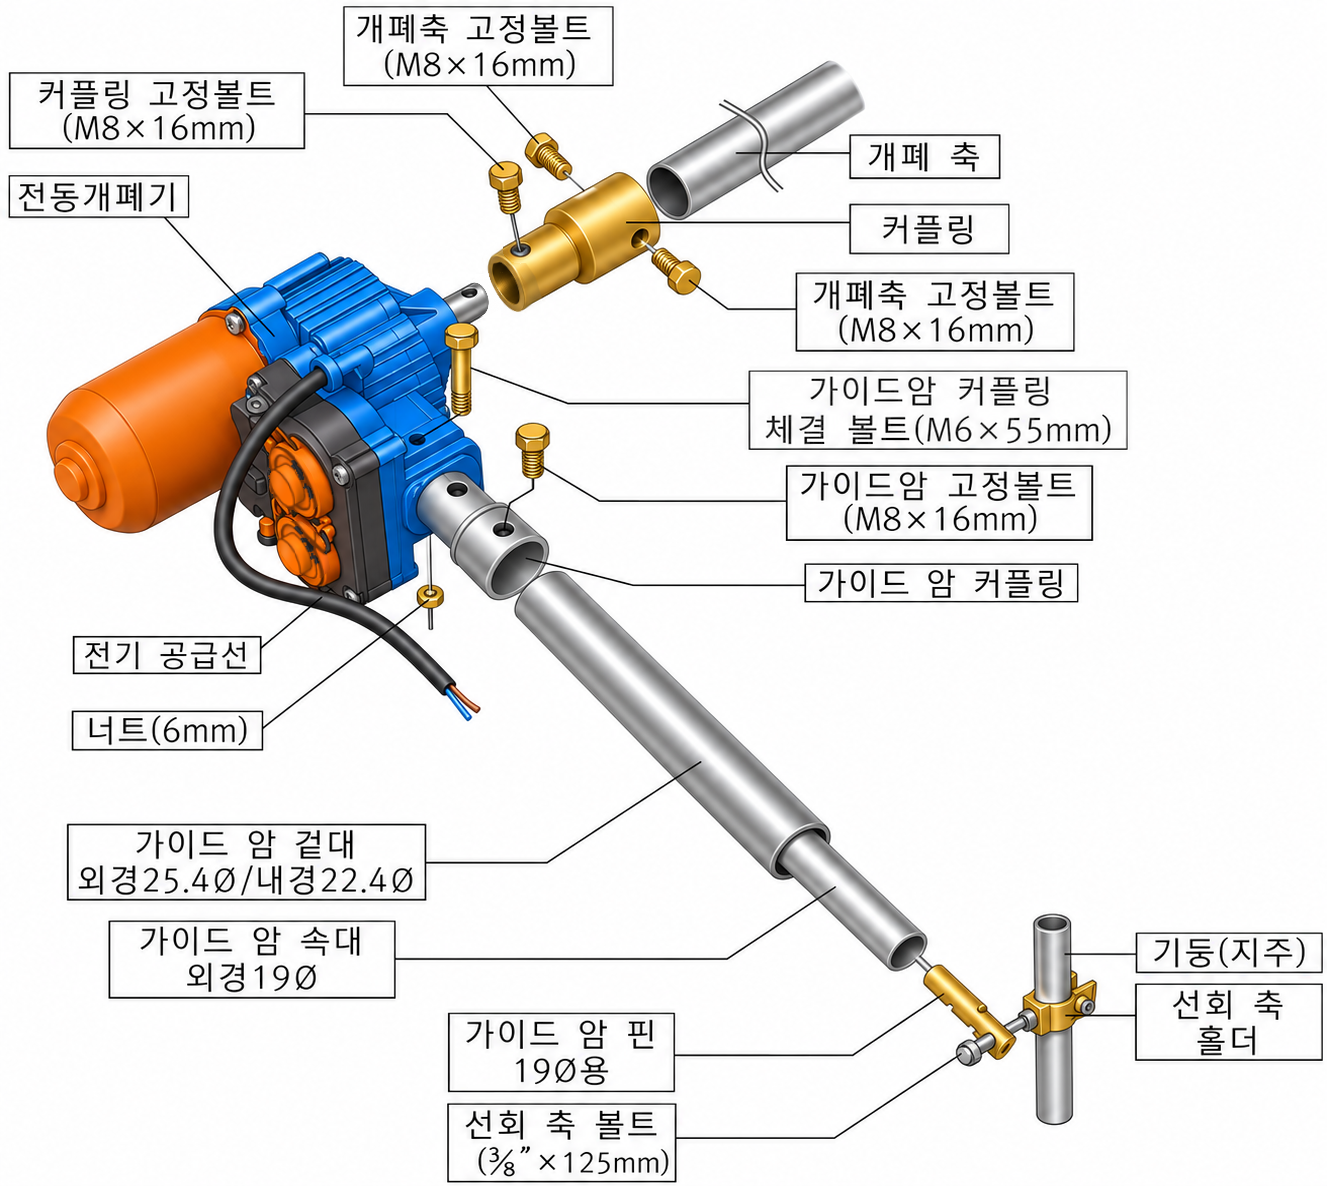 개폐축 고정볼트
(M8×16mm)
커플링 고정볼트
(M8×16mm)
전동개폐기
개폐 축
커플링
개폐축 고정볼트
(M8×16mm)
가이드암 커플링
체결 볼트(M6×55mm)
가이드암 고정볼트
(M8×16mm)
가이드 암 커플링
전기 공급선
너트(6mm)
가이드 암 겉대
외경25.4Ø/내경22.4Ø
가이드 암 속대
외경19Ø
기둥(지주)
선회 축
홀더
가이드 암 핀
19Ø용
선회 축 볼트
(⅜”×125mm)